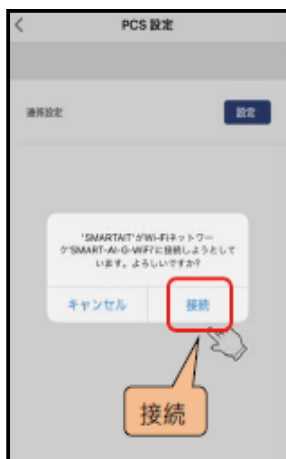 PCS 設定
連系設定
設定
"SMARTAIT"がWi-Fiネットワー
ク"SMART-AI-G-WiFi"に接続しようとして
います。よろしいですか?
キャンセル
接続
接続